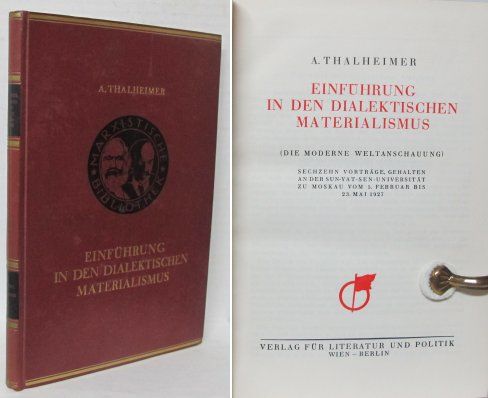 A. THALHEIMER
MARXISTISCHE
BIBLIOTHEK
EINFÜHRUNG
IN DEN DIALEKTISCHEN
MATERIALISMUS
A. THALHEIMER
EINFÜHRUNG
IN DEN DIALEKTISCHEN
MATERIALISMUS
(DIE MODERNE WELTANSCHAUUNG)
SECHZEHN VORTRÄGE, GEHALTEN
AN DER SUN-YAT-SEN-UNIVERSITÄT
ZU MOSKAU VOM 5. FEBRUAR BIS
23. MAI 1927
VERLAG FÜR LITERATUR UND POLITIK
WIEN – BERLIN